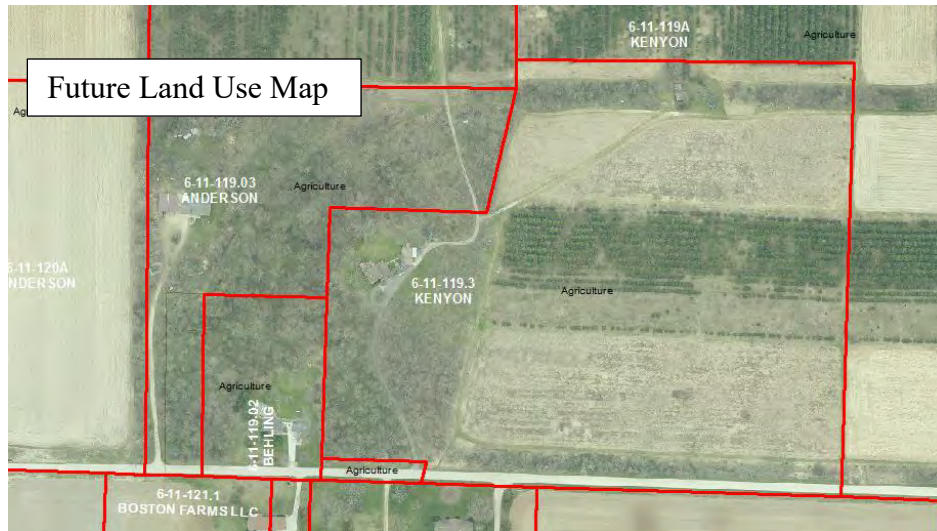 6-11-119A
KENYON
Agriculture
Future Land Use Map
Ag
6-11-119.03
ANDERSON
Agriculture
6-11-120A
NDERSON
6-11-119.3
KENYON
Agriculture
Agriculture
6-11-119.02
BEHLING
Agriculture
6-11-121.1
BOSTON FARMS LLC